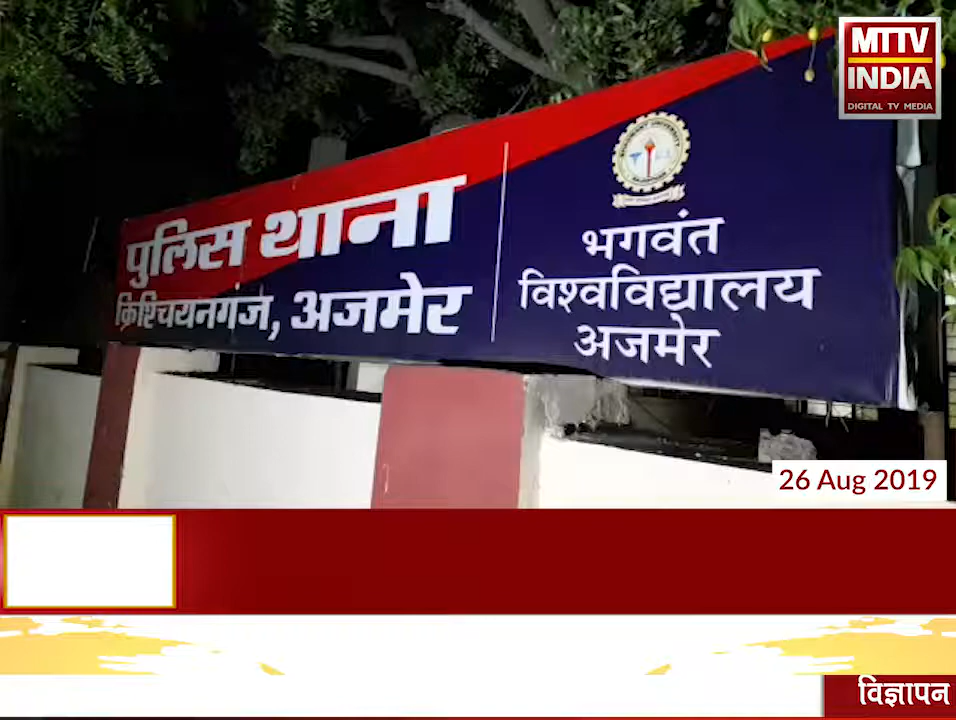 MTTV
INDIA
DIGITAL TV MEDIA
पुलिस थाना
क्रिश्चियनगंज, अजमेर
भगवंत
विश्वविद्यालय
अजमेर
26 Aug 2019
विज्ञापन